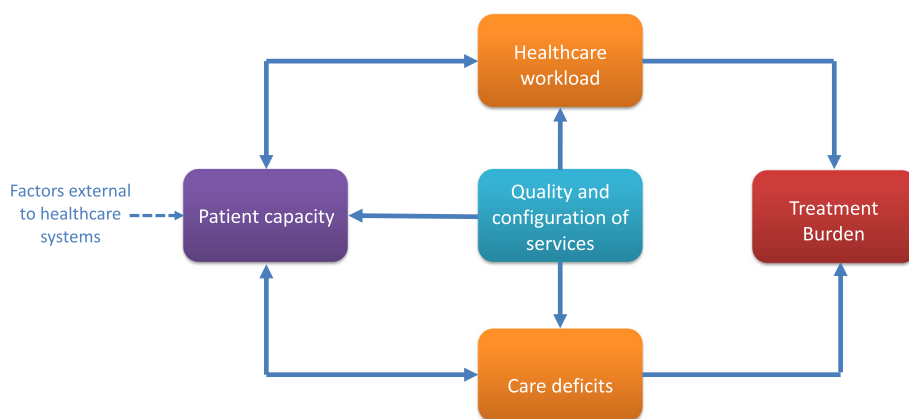 Healthcare
workload
Factors external
to healthcare
systems
Patient capacity
Quality and
configuration of
services
Treatment
Burden
Care deficits